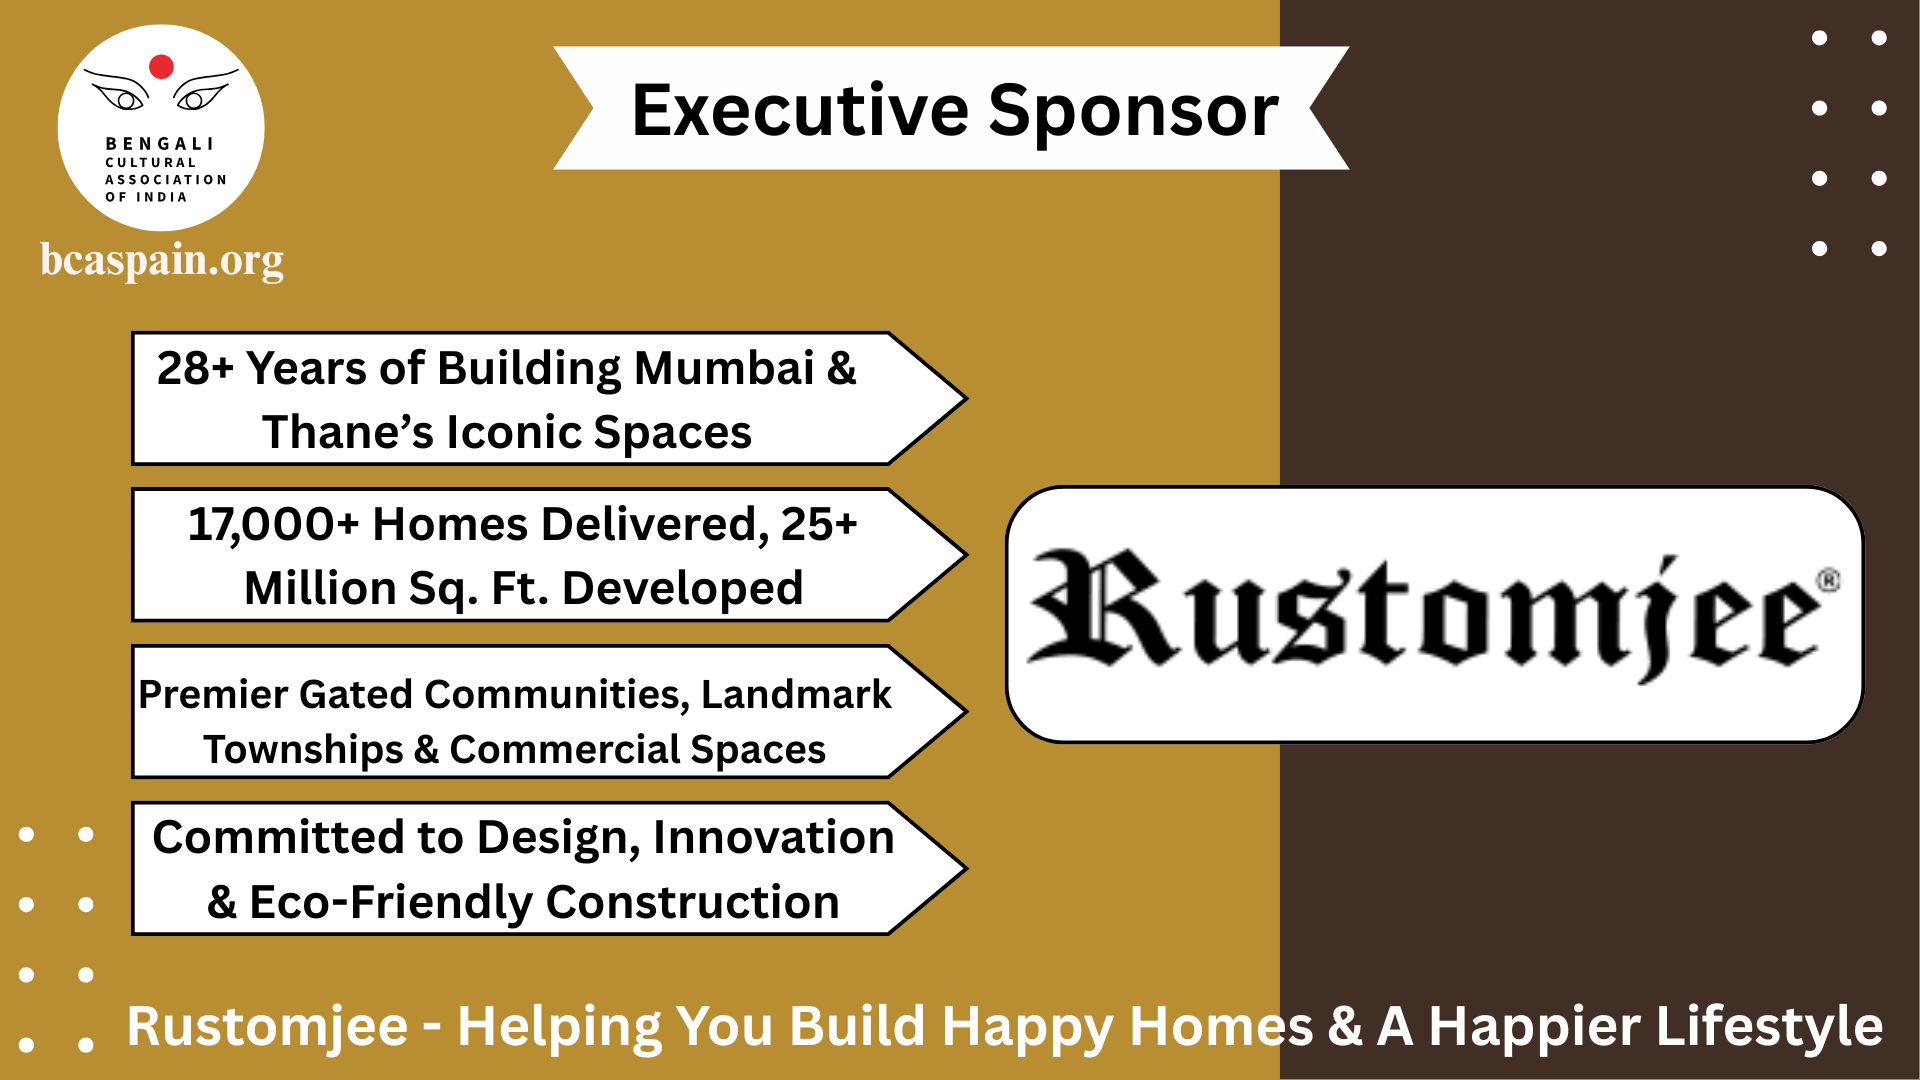 BENGALI
CULTURAL
ASSOCIATION
OF INDIA
bcaspain.org
Executive Sponsor
28+ Years of Building Mumbai &
Thane’s Iconic Spaces
17,000+ Homes Delivered, 25+
Million Sq. Ft. Developed
Premier Gated Communities, Landmark
Townships & Commercial Spaces
Committed to Design, Innovation
& Eco-Friendly Construction
Rustomjee®
Rustomjee - Helping You Build Happy Homes & A Happier Lifestyle